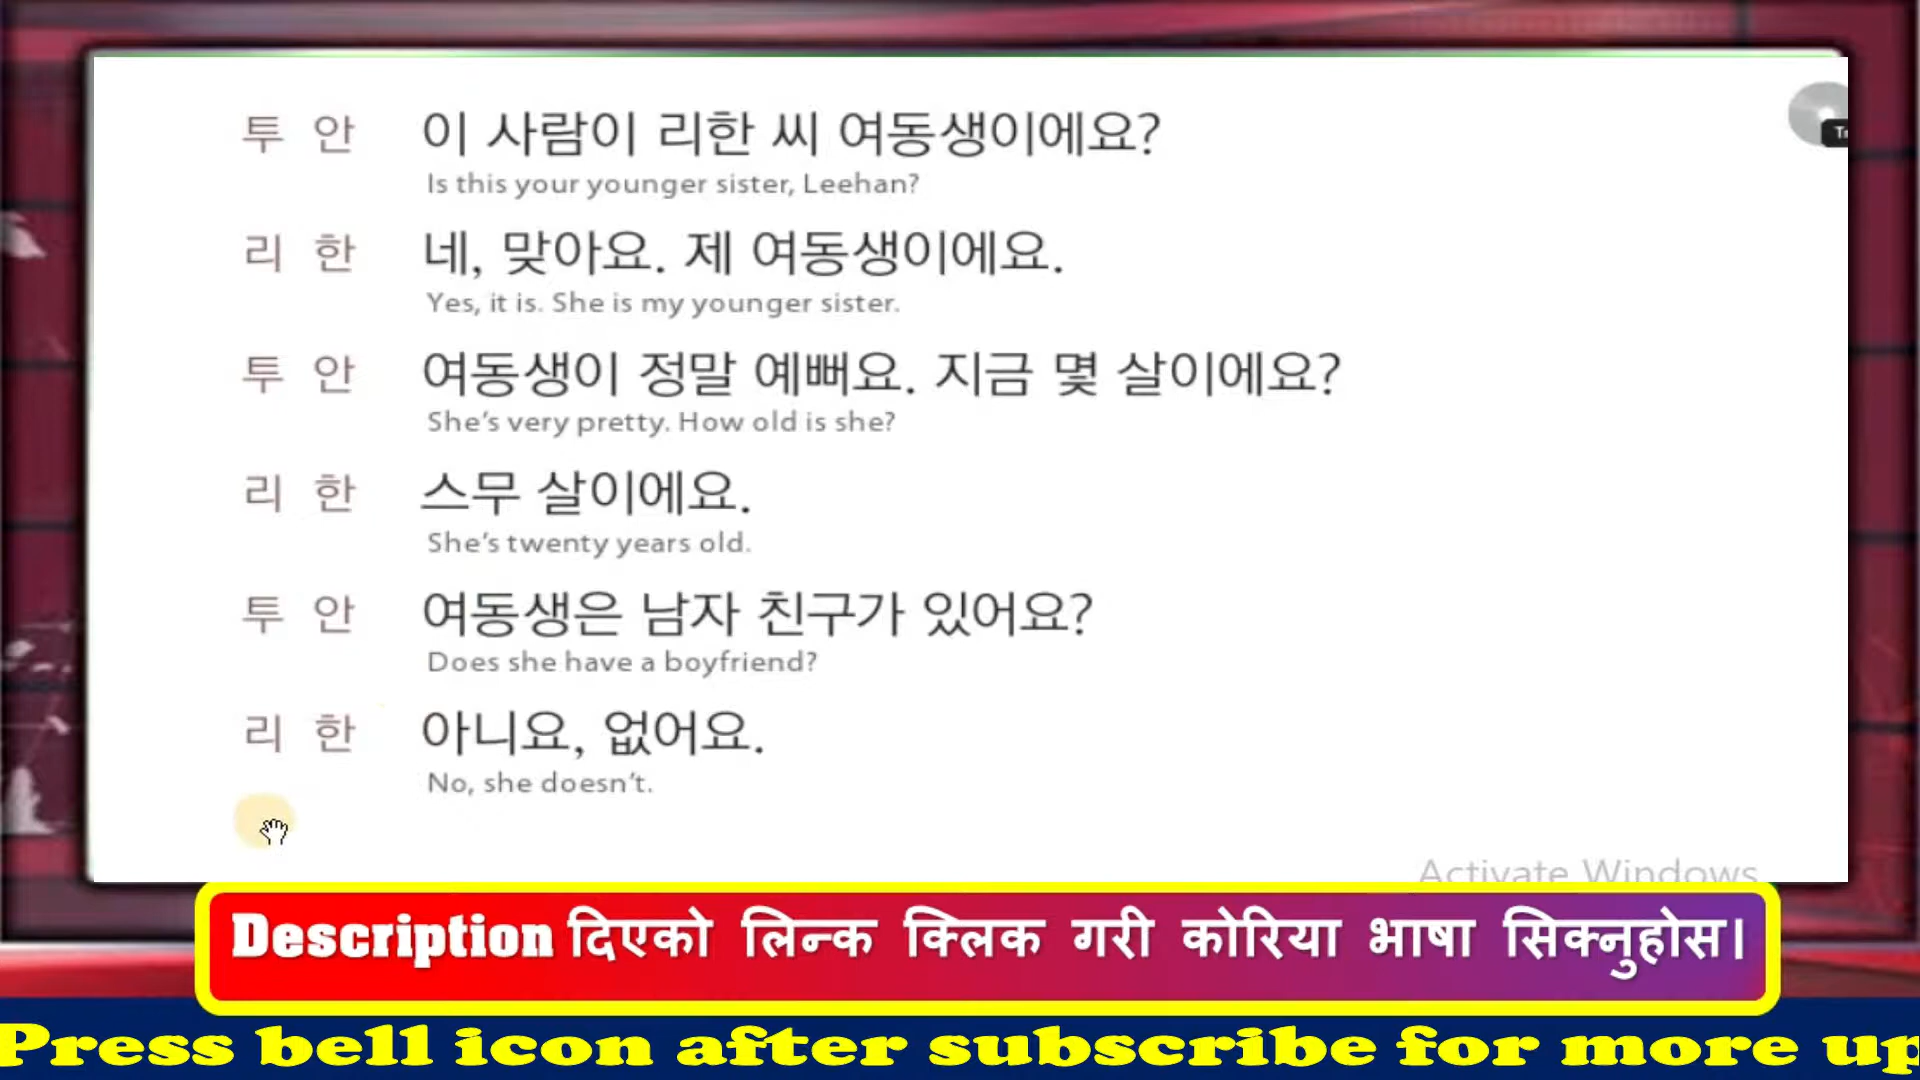 투 안 이 사람이 리한 씨 여동생이에요?
Is this your younger sister, Leehan?
리 한 네, 맞아요. 제 여동생이에요.
Yes, it is. She is my younger sister.
투 안 여동생이 정말 예뻐요. 지금 몇 살이에요?
She's very pretty. How old is she?
리 한 스무 살이에요.
She's twenty years old.
투 안 여동생은 남자 친구가 있어요?
Does she have a boyfriend?
리 한 아니요, 없어요.
No, she doesn't.
Activate Windows
Description दिएको लिन्क क्लिक गरी कोरिया भाषा सिक्नुहोस।
Press bell icon after subscribe for more up